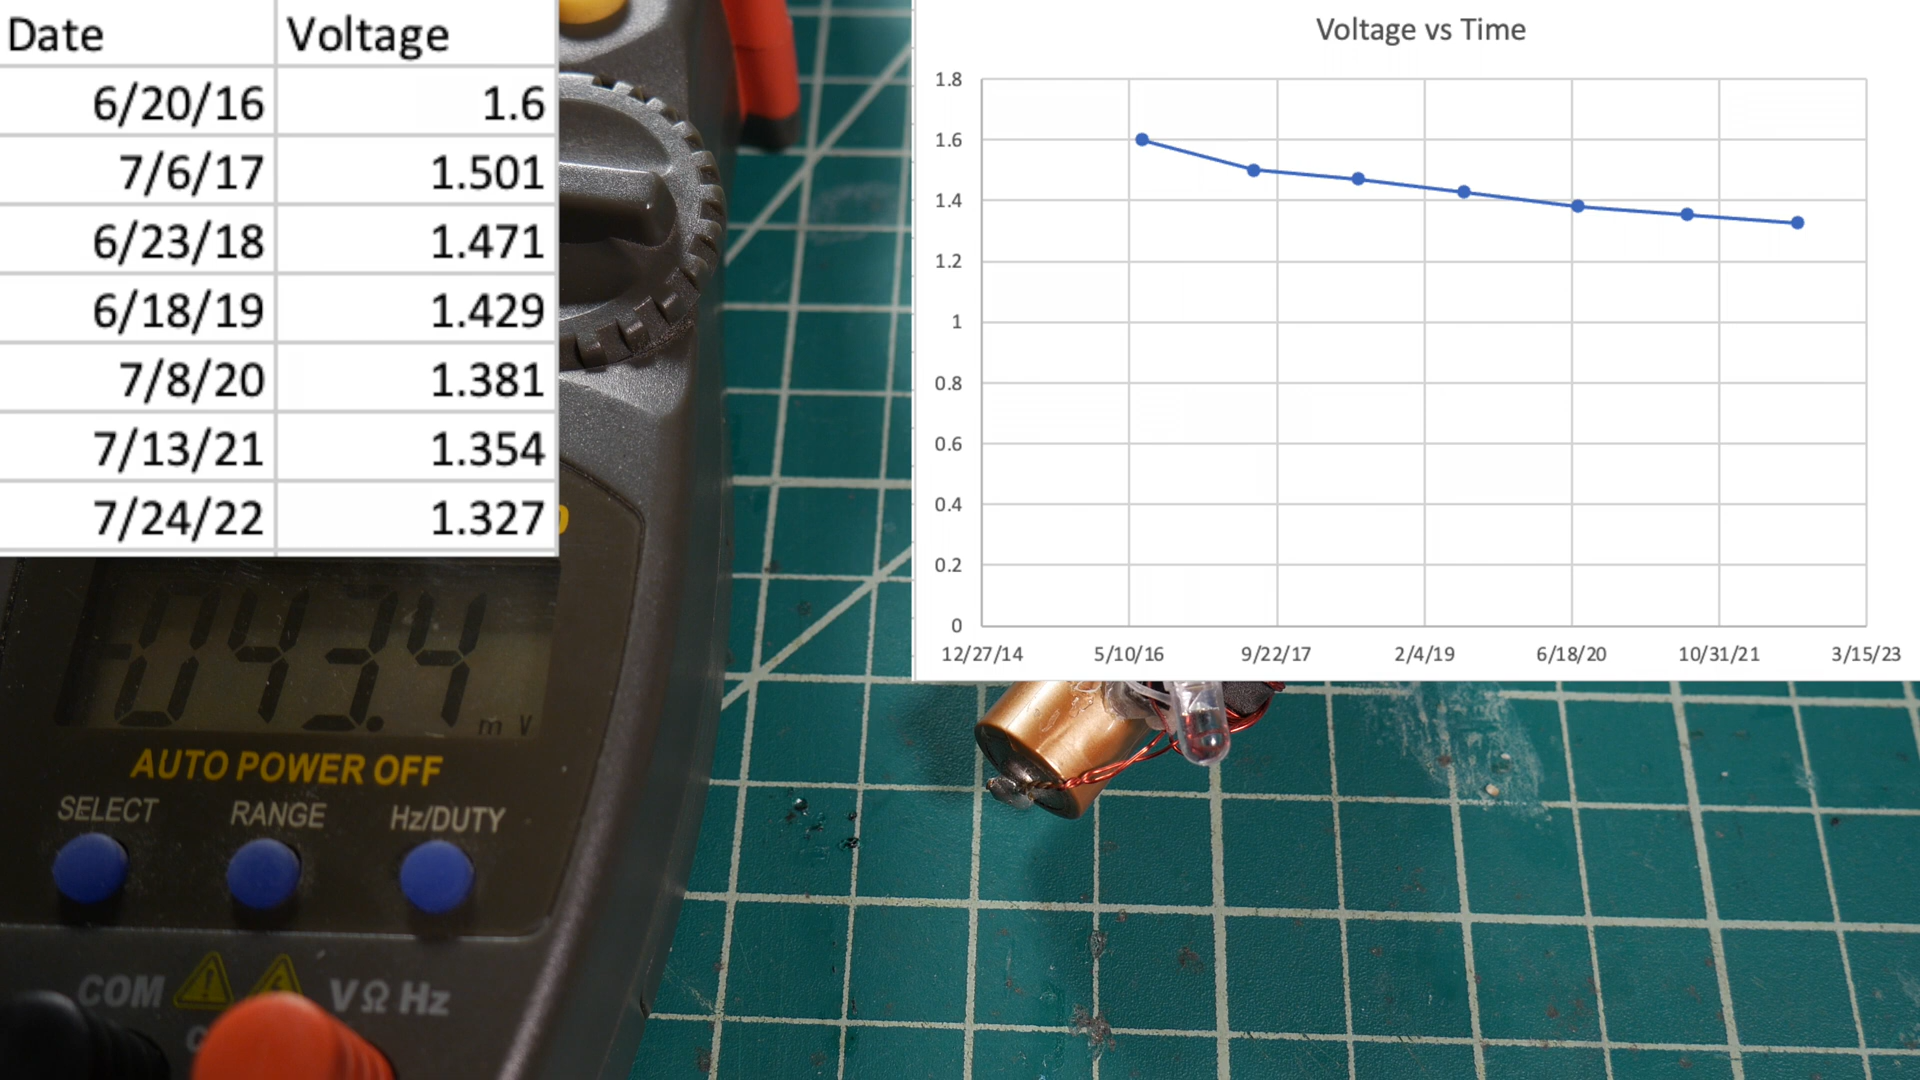 Date Voltage
6/20/16 1.6
7/6/17 1.501
6/23/18 1.471
6/18/19 1.429
7/8/20 1.381
7/13/21 1.354
7/24/22 1.327
-043.4 m V
AUTO POWER OFF
SELECT RANGE Hz/DUTY
COM VΩHz
Voltage vs Time
1.8
1.6
1.4
1.2
1
0.8
0.6
0.4
0.2
0
12/27/14 5/10/16 9/22/17 2/4/19 6/18/20 10/31/21 3/15/23